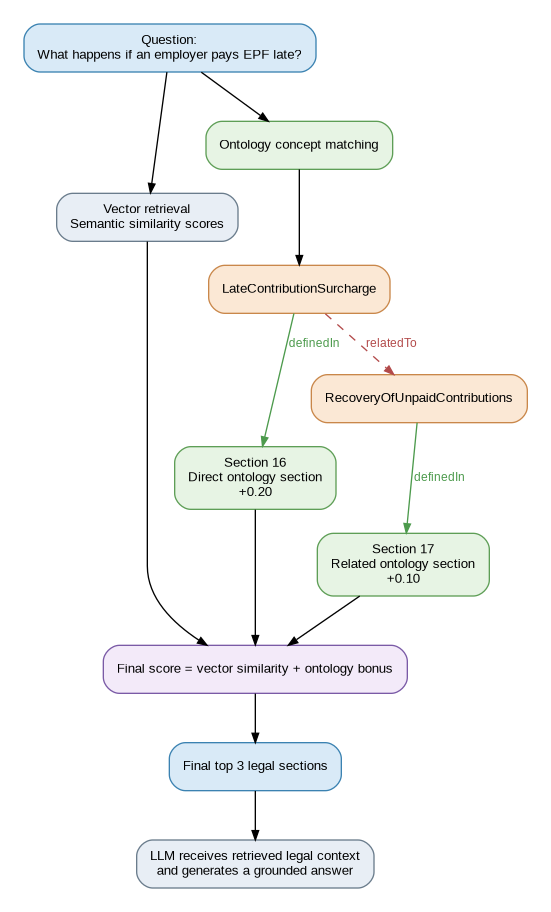 Question:
What happens if an employer pays EPF late?
Ontology concept matching
Vector retrieval
Semantic similarity scores
LateContributionSurcharge
definedIn
relatedTo
RecoveryOfUnpaidContributions
Section 16
Direct ontology section
+0.20
definedIn
Section 17
Related ontology section
+0.10
Final score = vector similarity + ontology bonus
Final top 3 legal sections
LLM receives retrieved legal context
and generates a grounded answer